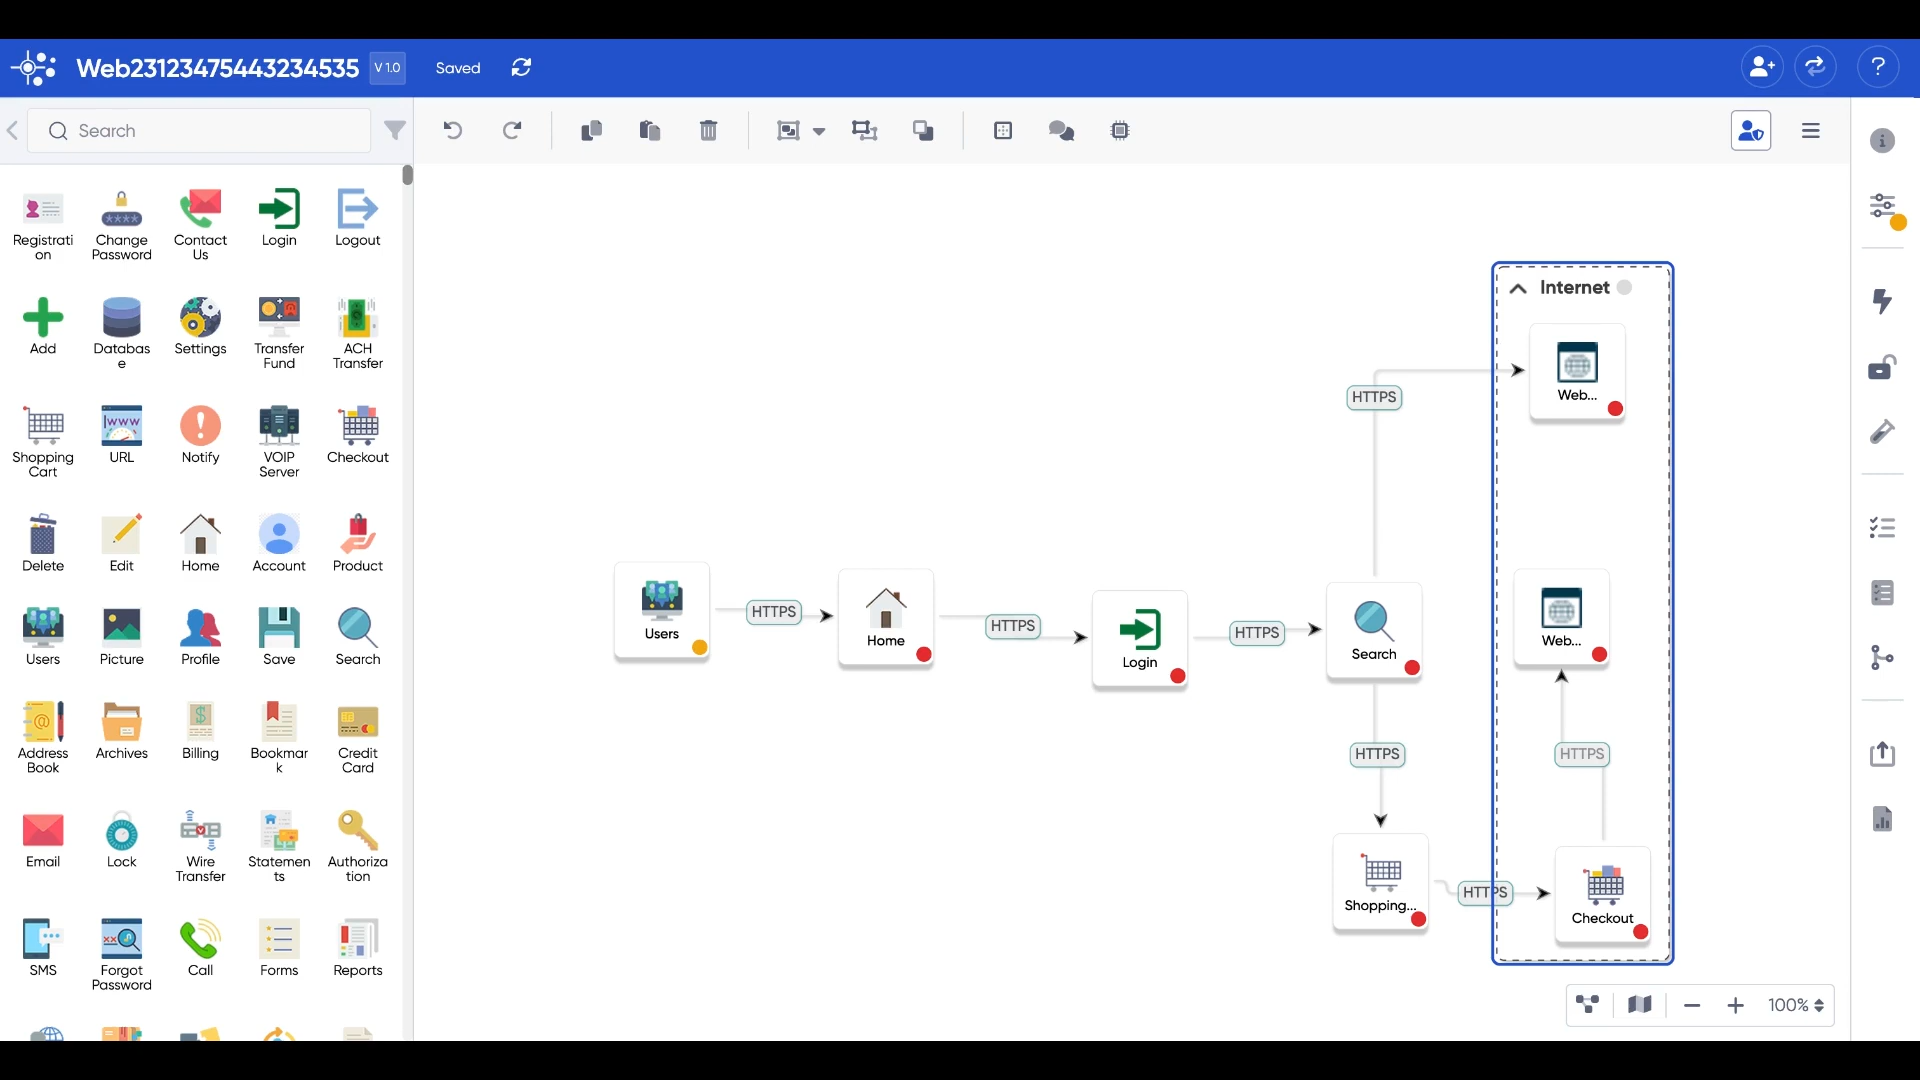 Web23123475443234535
V 1.0
Saved
?
Search
Registrati
on
Change
Password
Contact
Us
Login
Logout
Add
Databas
e
Settings
Transfer
Fund
ACH
Transfer
Shopping
Cart
URL
Notify
VOIP
Server
Checkout
Delete
Edit
Home
Account
Product
Users
Picture
Profile
Save
Search
Address
Book
Archives
Billing
Bookmar
k
Credit
Card
Email
Lock
Wire
Transfer
Statemen
ts
Authoriza
tion
SMS
Forgot
Password
Call
Forms
Reports
Internet
Web...
HTTPS
Users
HTTPS
Home
HTTPS
Login
HTTPS
Search
Web...
HTTPS
HTTPS
Shopping...
HTTPS
Checkout
100%